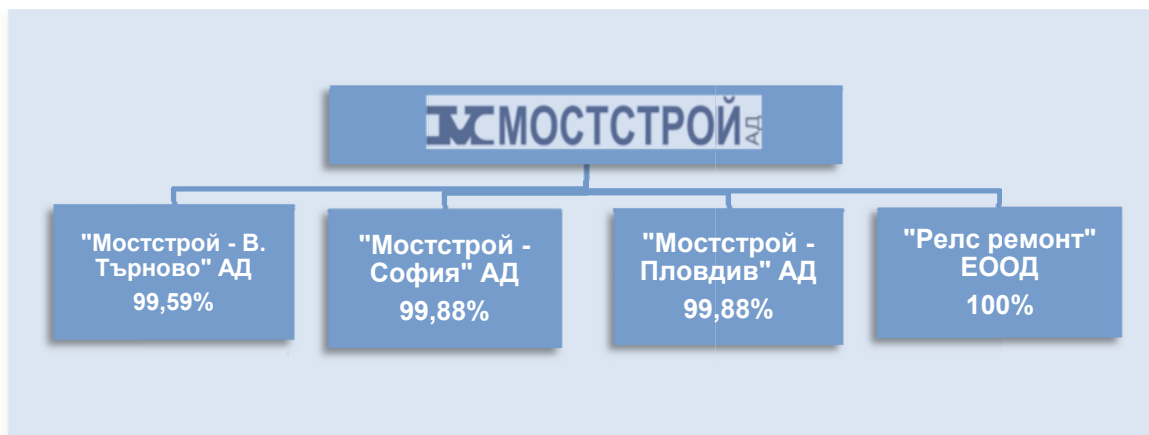 МОСТСТРОЙ АД
"Мостстрой - В.
Търново" АД
99,59%
"Мостстрой -
София" АД
99,88%
"Мостстрой -
Пловдив" АД
99,88%
"Релс ремонт"
ЕООД
100%